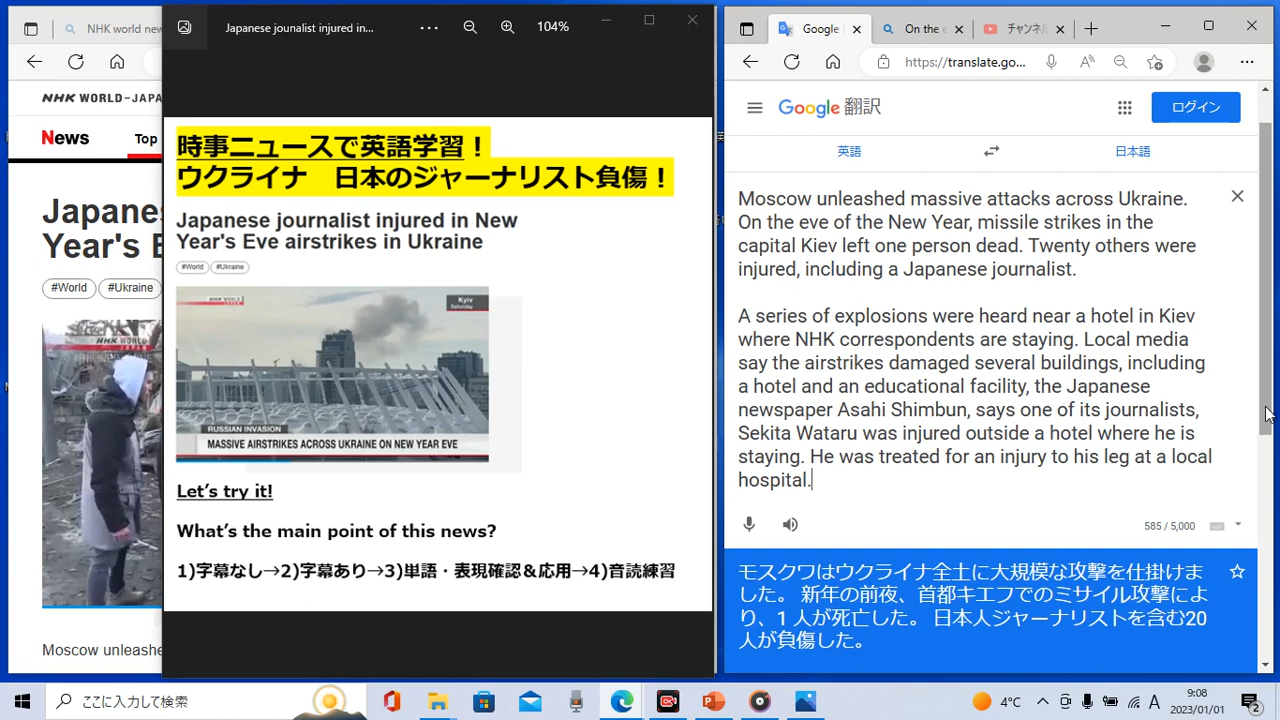 NHK world new
NHK WORLD-JAPA
News
Top
Japane
Year's E
#World
#Ukraine
NHK WORLD
Moscow unleashe
Japanese jounalist injured in...
104%
時事ニュースで英語学習！
ウクライナ　日本のジャーナリスト負傷！
Japanese journalist injured in New
Year's Eve airstrikes in Ukraine
#World
#Ukraine
NHK WORLD
JAPAN
Kyiv
Saturday
RUSSIAN INVASION
MASSIVE AIRSTRIKES ACROSS UKRAINE ON NEW YEAR EVE
Let's try it!
What's the main point of this news?
1)字幕なし→2)字幕あり→3)単語・表現確認＆応用→4)音読練習
Google
On the e
チャンネル
https://translate.go...
Google 翻訳
ログイン
英語
日本語
Moscow unleashed massive attacks across Ukraine.
On the eve of the New Year, missile strikes in the
capital Kiev left one person dead. Twenty others were
injured, including a Japanese journalist.
A series of explosions were heard near a hotel in Kiev
where NHK correspondents are staying. Local media
say the airstrikes damaged several buildings, including
a hotel and an educational facility, the Japanese
newspaper Asahi Shimbun, says one of its journalists,
Sekita Wataru was injured outside a hotel where he is
staying. He was treated for an injury to his leg at a local
hospital.
585 / 5,000
モスクワはウクライナ全土に大規模な攻撃を仕掛けま
した。 新年の前夜、首都キエフでのミサイル攻撃によ
り、1 人が死亡した。 日本人ジャーナリストを含む20
人が負傷した。
ここに入力して検索
4°C
A
9:08
2023/01/01
2